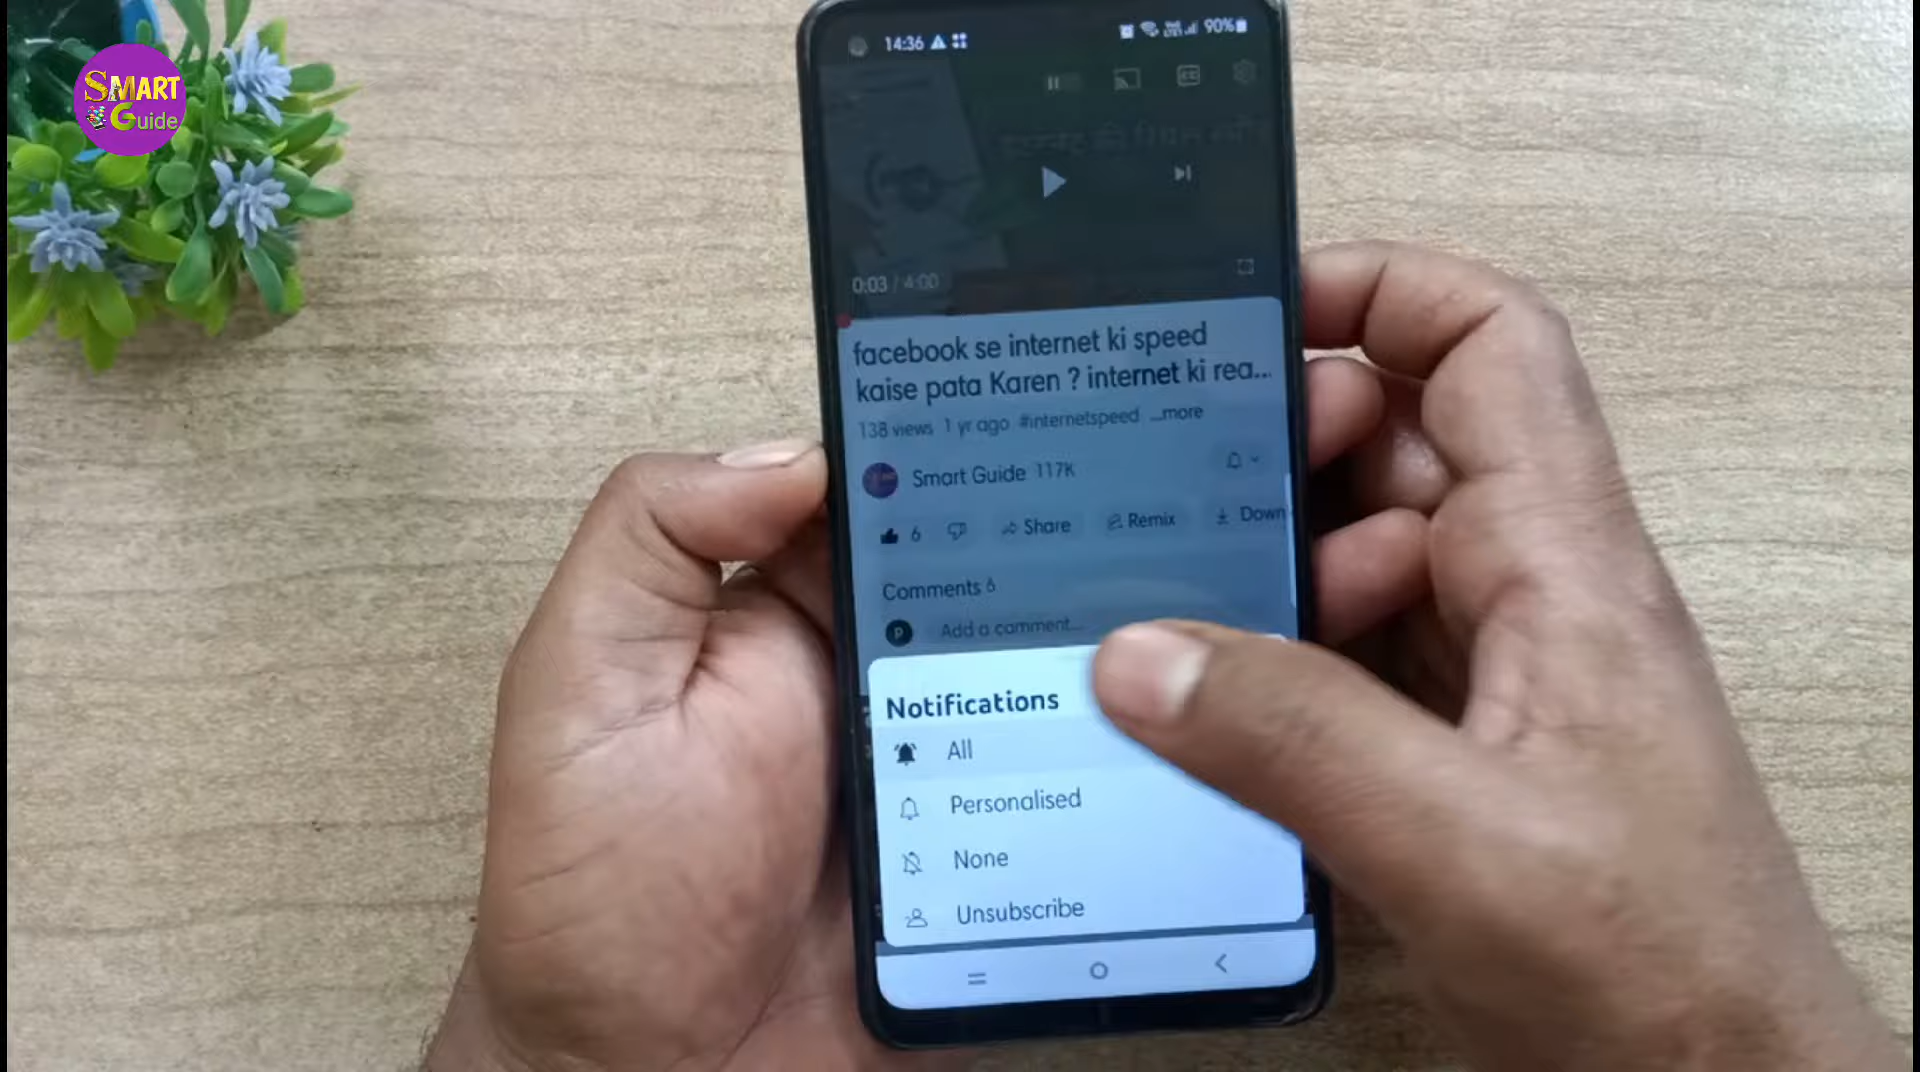 SMART
Guide
14:36
90%
0:03 / 4:00
facebook se internet ki speed
kaise pata Karen ? internet ki rea...
138 views 1 yr ago #internetspeed ...more
Smart Guide 117K
6 Share Remix Down
Comments 6
P Add a comment...
Notifications
All
Personalised
None
Unsubscribe